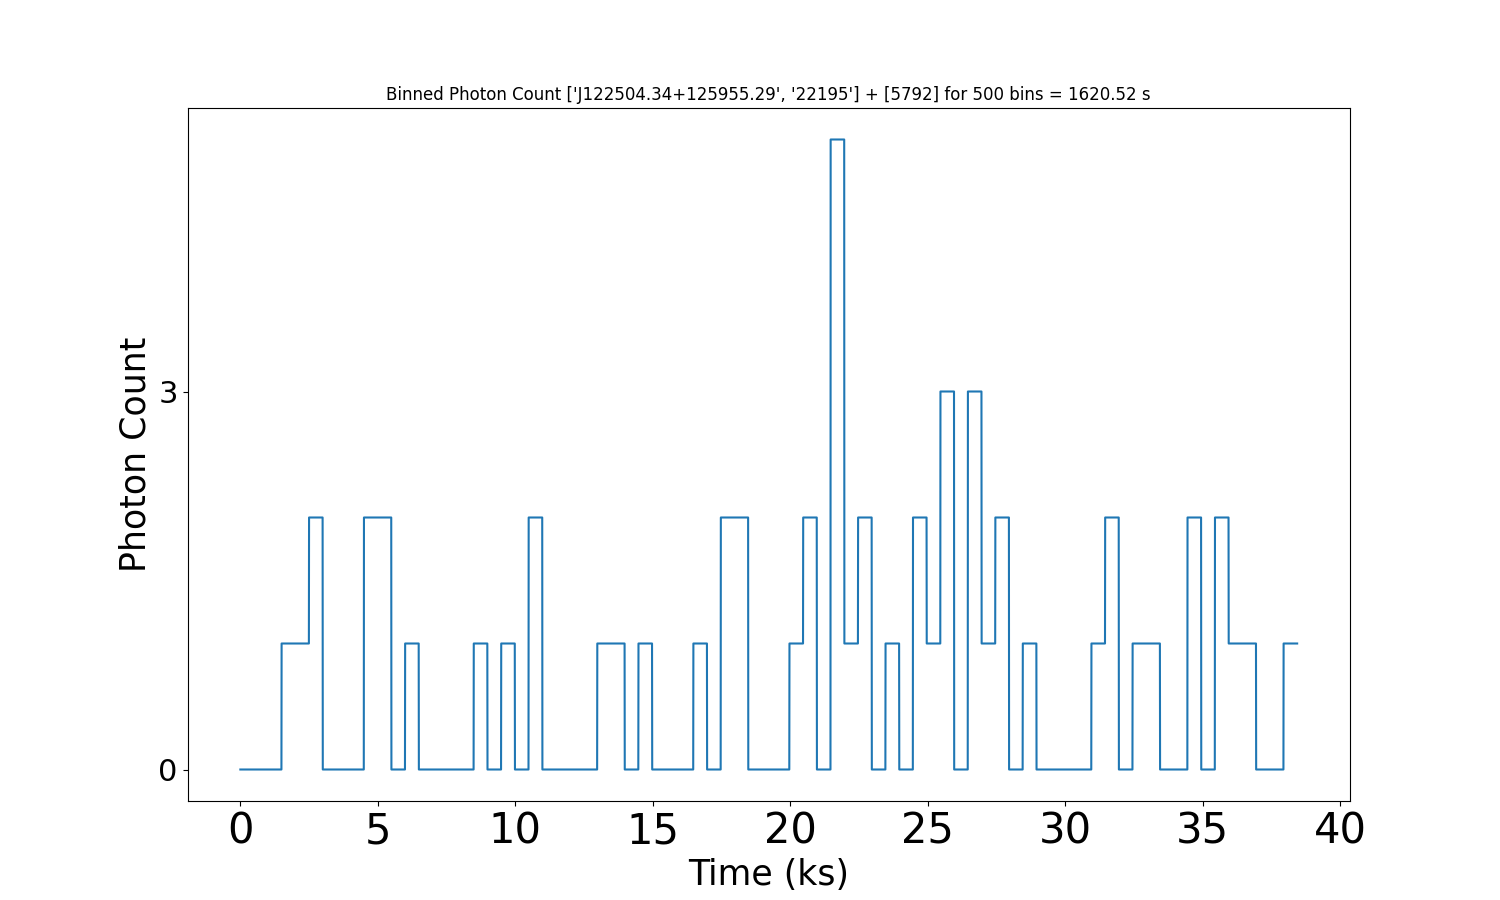 Binned Photon Count ['J122504.34+125955.29', '22195'] + [5792] for 500 bins = 1620.52 s
Photon Count
3
0
0 5 10 15 20 25 30 35 40
Time (ks)